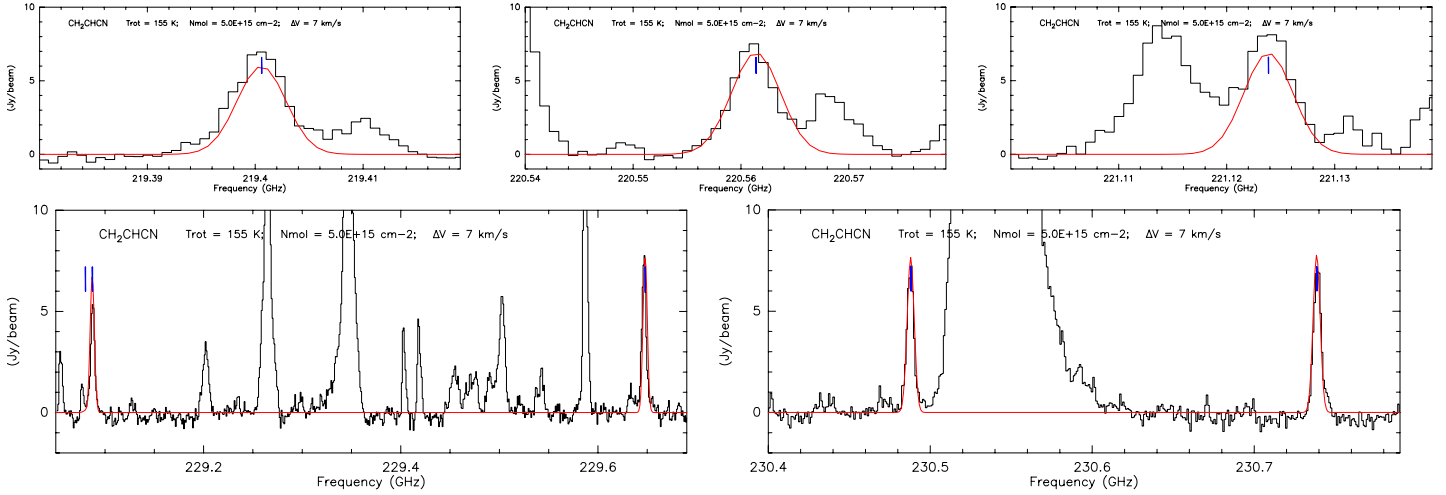 CH2CHCN Trot = 155 K; Nmol = 5.0E+15 cm-2; ΔV = 7 km/s
10
5
0
(Jy/beam)
219.39 219.4 219.41
Frequency (GHz)
CH2CHCN Trot = 155 K; Nmol = 5.0E+15 cm-2; ΔV = 7 km/s
10
5
0
(Jy/beam)
220.54 220.55 220.56 220.57
Frequency (GHz)
CH2CHCN Trot = 155 K; Nmol = 5.0E+15 cm-2; ΔV = 7 km/s
10
5
0
(Jy/beam)
221.11 221.12 221.13
Frequency (GHz)
CH2CHCN Trot = 155 K; Nmol = 5.0E+15 cm-2; ΔV = 7 km/s
10
5
0
(Jy/beam)
229.2 229.4 229.6
Frequency (GHz)
CH2CHCN Trot = 155 K; Nmol = 5.0E+15 cm-2; ΔV = 7 km/s
10
5
0
(Jy/beam)
230.4 230.5 230.6 230.7
Frequency (GHz)